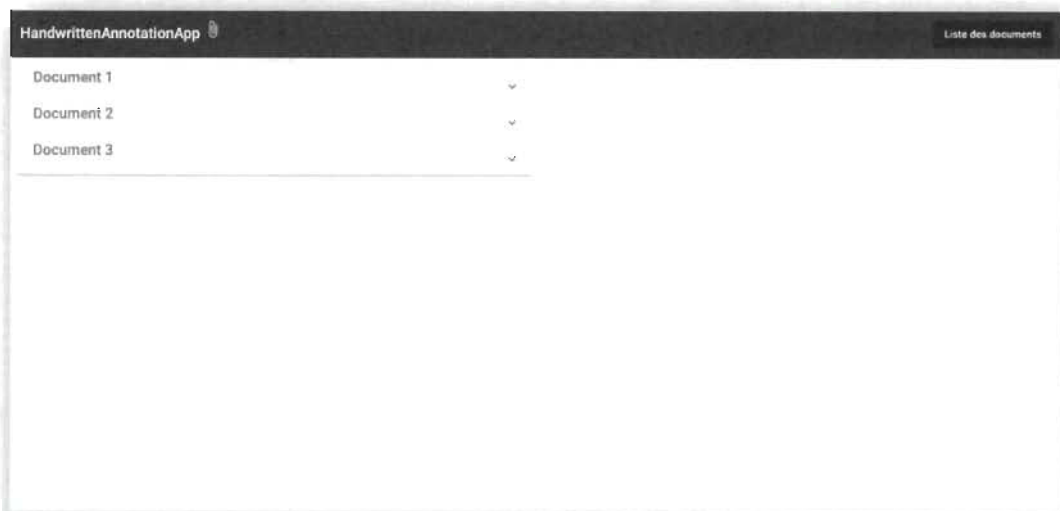 HandwrittenAnnotationApp
Liste des documents
Document 1
Document 2
Document 3